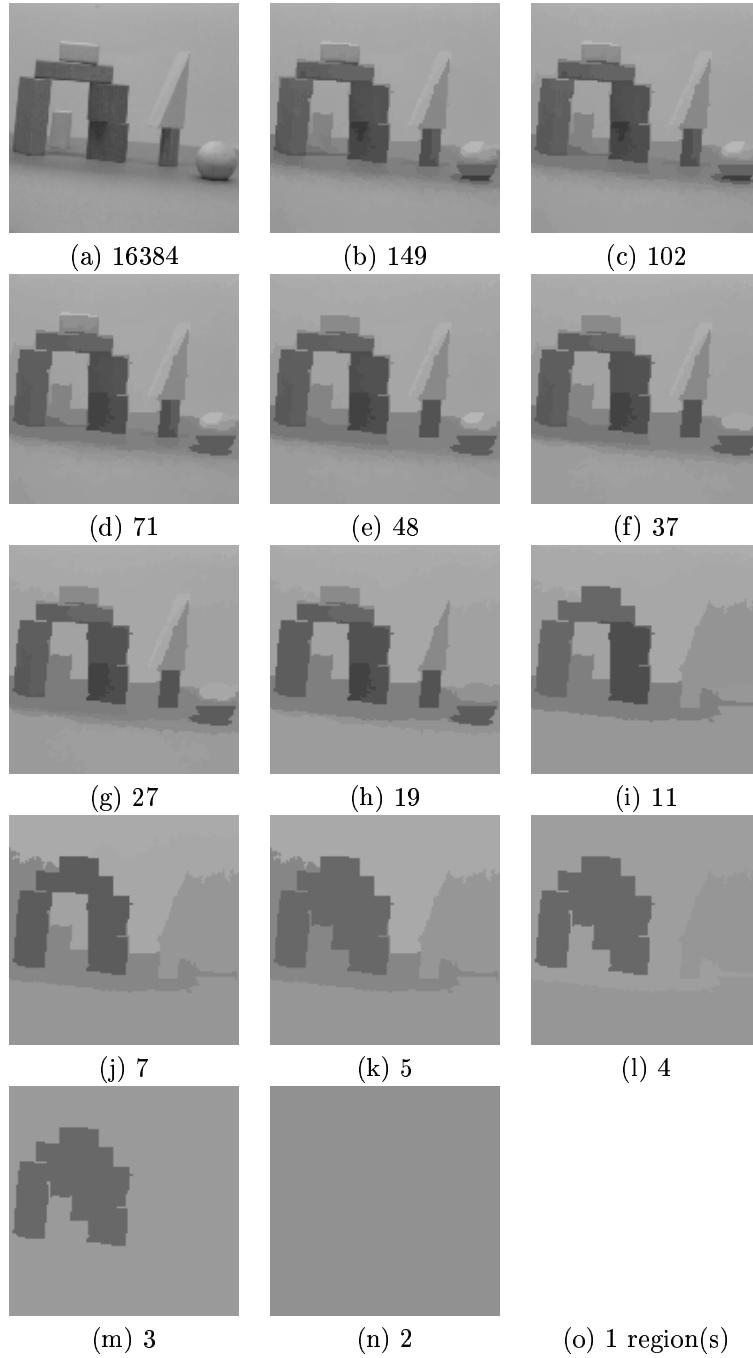 (a) 16384
(b) 149
(c) 102
(d) 71
(e) 48
(f) 37
(g) 27
(h) 19
(i) 11
(j) 7
(k) 5
(l) 4
(m) 3
(n) 2
(o) 1 region(s)